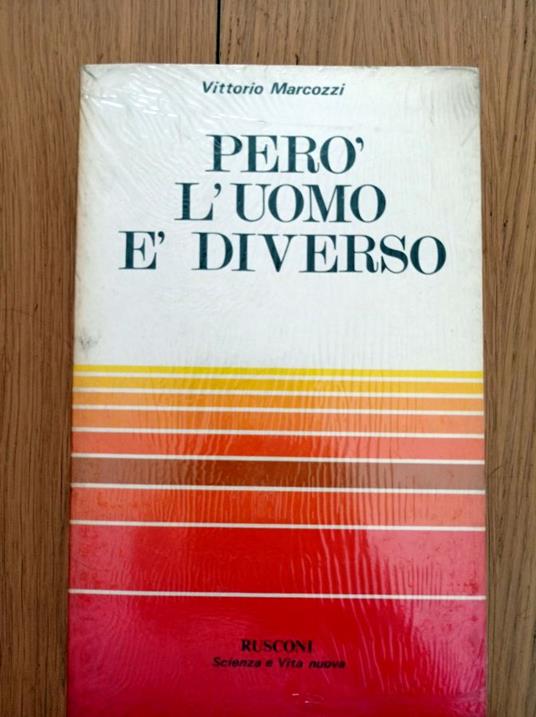 Vittorio Marcozzi
PERO'
L'UOMO
E' DIVERSO
RUSCONI
Scienza e Vita nuova